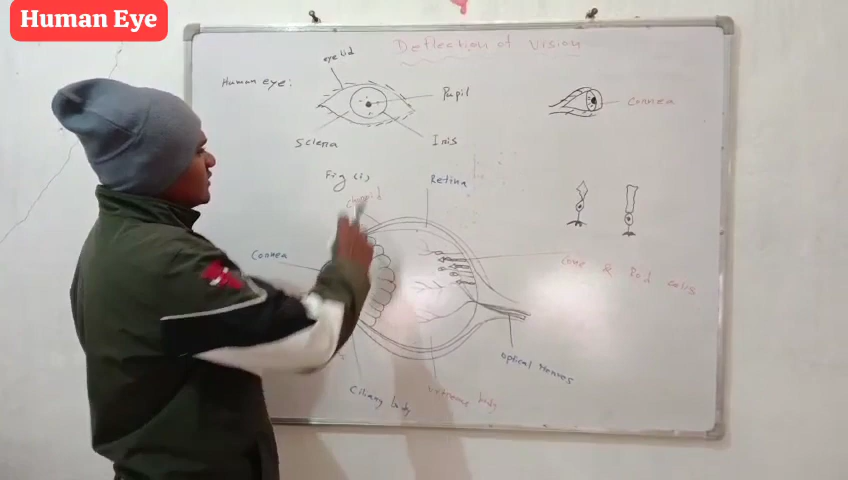 Human Eye
Deflection of Vision
eye lid
Human eye:
Pupil
Cornea
Sclera
Iris
Fig (i)
Retina
Choroid
Cornea
Cone & Rod cells
Optical Nerves
Ciliary body
Vitreous body